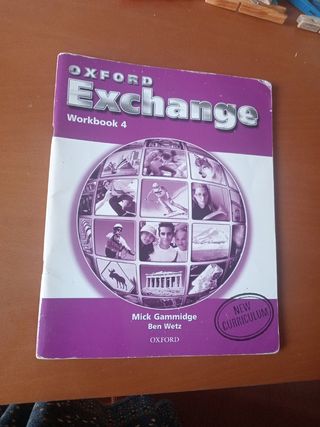 OXFORD
Exchange
Workbook 4
Mick Gammidge
Ben Wetz
OXFORD
NEW
CURRICULUM